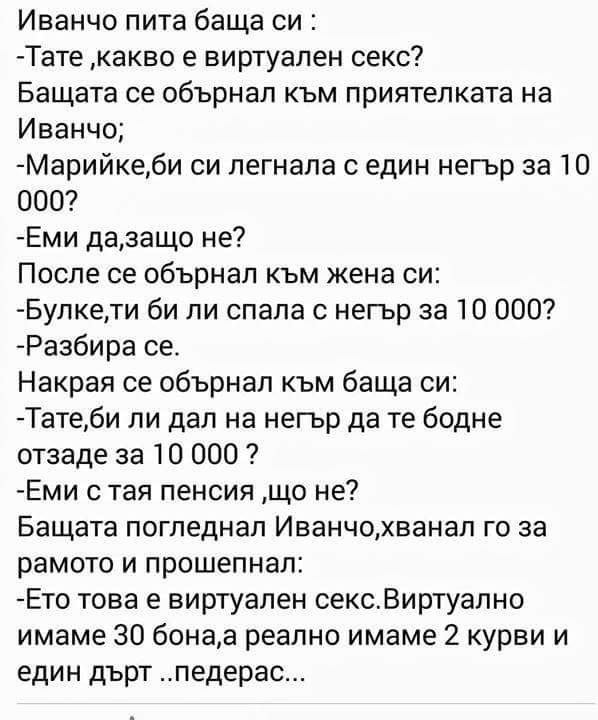 Иванчо пита баща си :
-Тате ,какво е виртуален секс?
Бащата се обърнал към приятелката на
Иванчо;
-Марийке,би си легнала с един негър за 10
000?
-Еми да,защо не?
После се обърнал към жена си:
-Булке,ти би ли спала с негър за 10 000?
-Разбира се.
Накрая се обърнал към баща си:
-Тате,би ли дал на негър да те бодне
отзаде за 10 000 ?
-Еми с тая пенсия ,що не?
Бащата погледнал Иванчо,хванал го за
рамото и прошепнал:
-Ето това е виртуален секс.Виртуално
имаме 30 бона,а реално имаме 2 курви и
един дърт ..педерас...